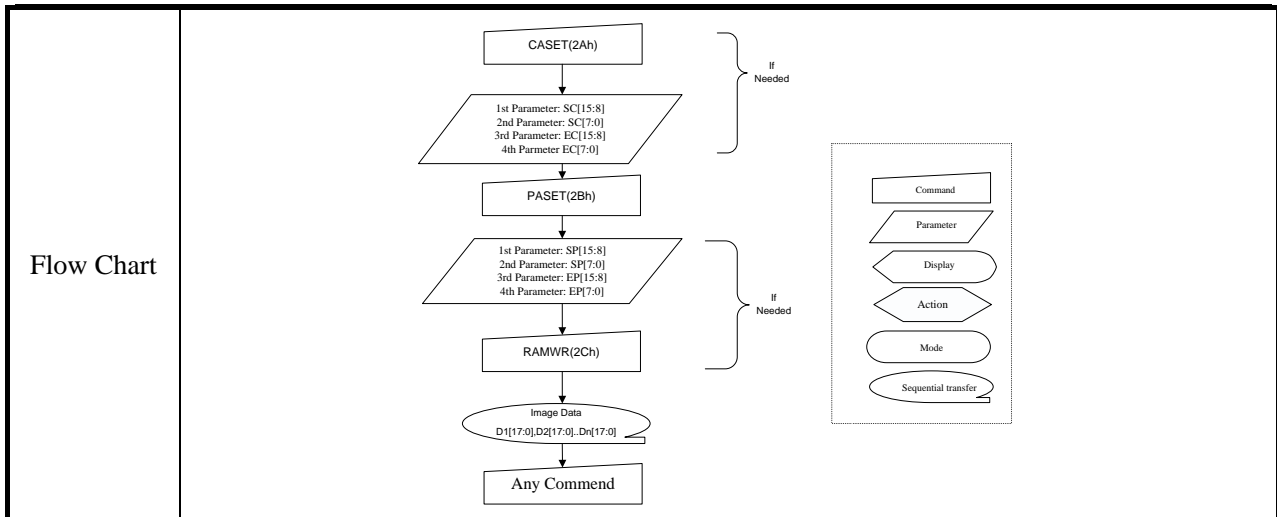 Flow Chart
CASET(2Ah)
If
Needed
1st Parameter: SC[15:8]
2nd Parameter: SC[7:0]
3rd Parameter: EC[15:8]
4th Parmeter EC[7:0]
PASET(2Bh)
1st Parameter: SP[15:8]
2nd Parameter: SP[7:0]
3rd Parameter: EP[15:8]
4th Parameter: EP[7:0]
If
Needed
RAMWR(2Ch)
Image Data
D1[17:0],D2[17:0]..Dn[17:0]
Any Commend
Command
Parameter
Display
Action
Mode
Sequential transfer